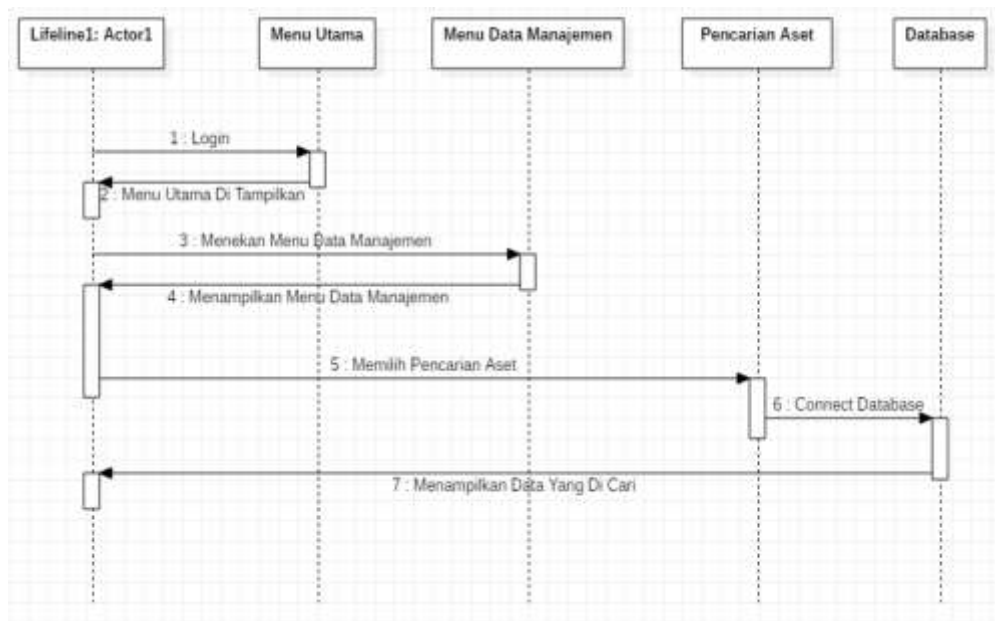 Lifeline1: Actor1
Menu Utama
Menu Data Manajemen
Pencarian Aset
Database
1 : Login
2 : Menu Utama Di Tampilkan
3 : Menekan Menu Data Manajemen
4 : Menampilkan Menu Data Manajemen
5 : Memilih Pencarian Aset
6 : Connect Database
7 : Menampilkan Data Yang Di Cari